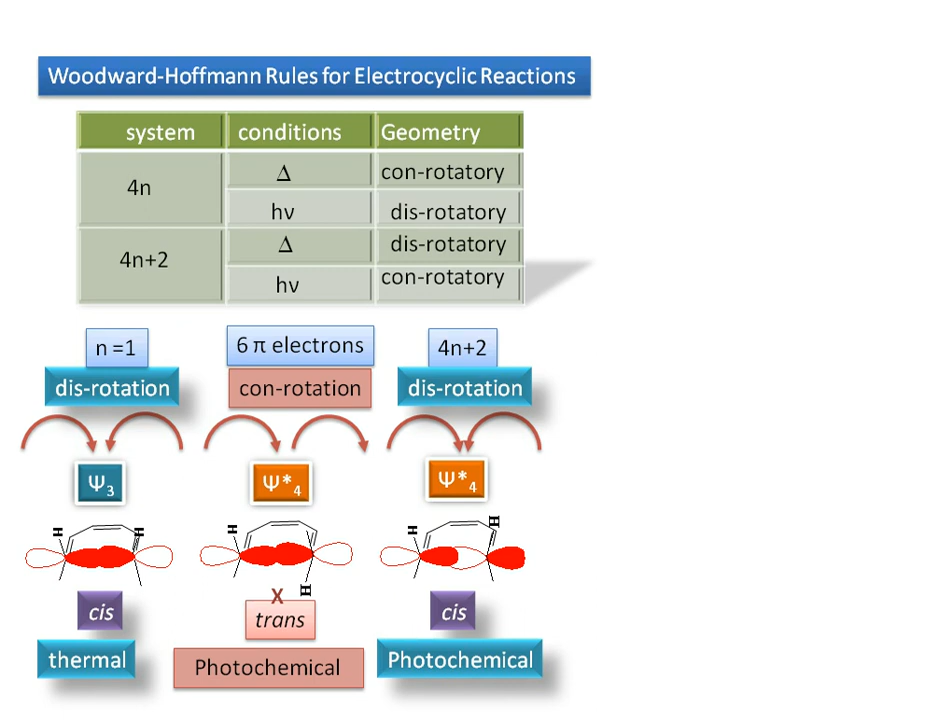 Woodward-Hoffmann Rules for Electrocyclic Reactions
system conditions Geometry
4n
Δ con-rotatory
hν dis-rotatory
4n+2
Δ dis-rotatory
hν con-rotatory
n =1 6 π electrons 4n+2
dis-rotation con-rotation dis-rotation
Ψ3 Ψ*4 Ψ*4
H H H H H
H
X
cis trans cis
thermal Photochemical Photochemical